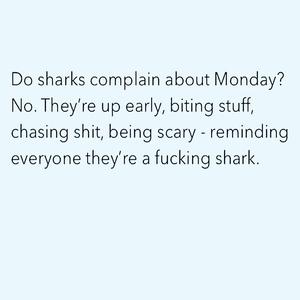 Do sharks complain about Monday?
No. They’re up early, biting stuff,
chasing shit, being scary - reminding
everyone they’re a fucking shark.